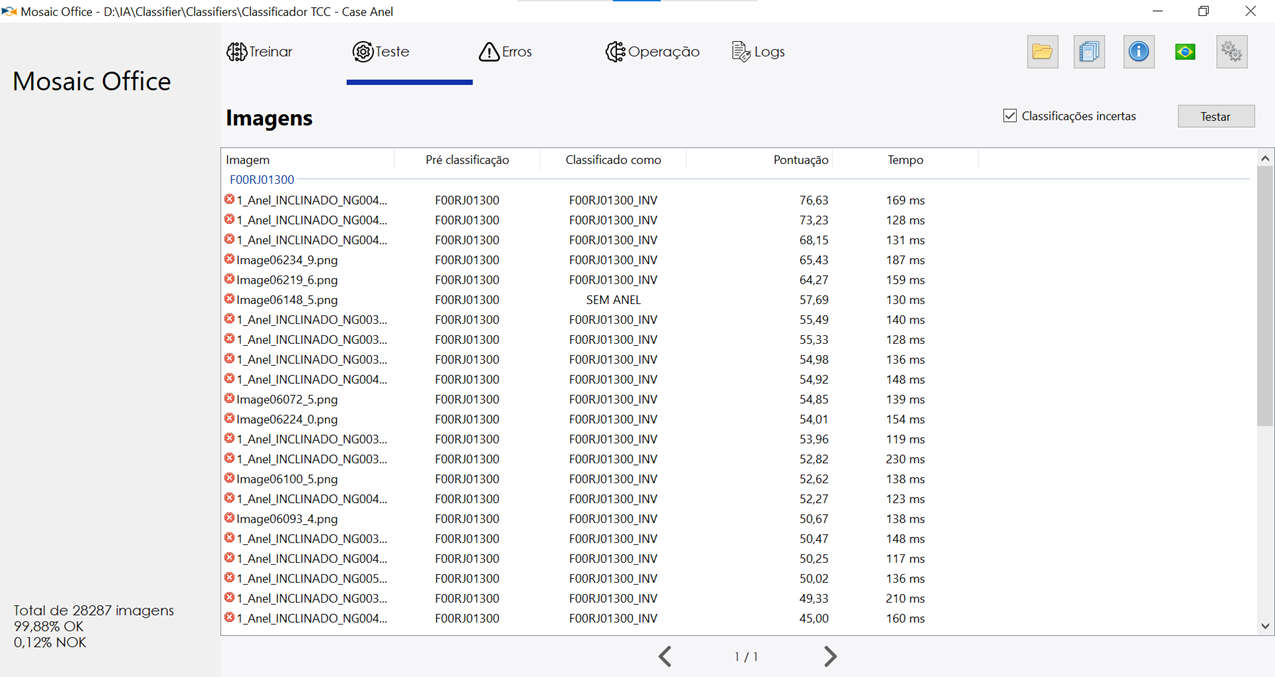 Mosaic Office - D:\IA\Classifier\Classifiers\Classificador TCC - Case Anel
Mosaic Office
Treinar Teste Erros Operação Logs
Imagens
Classificações incertas
Testar
Imagem Pré classificação Classificado como Pontuação Tempo
F00RJ01300
1_Anel_INCLINADO_NG004... F00RJ01300 F00RJ01300_INV 76,63 169 ms
1_Anel_INCLINADO_NG004... F00RJ01300 F00RJ01300_INV 73,23 128 ms
1_Anel_INCLINADO_NG004... F00RJ01300 F00RJ01300_INV 68,15 131 ms
Image06234_9.png F00RJ01300 F00RJ01300_INV 65,43 187 ms
Image06219_6.png F00RJ01300 F00RJ01300_INV 64,27 159 ms
Image06148_5.png F00RJ01300 SEM ANEL 57,69 130 ms
1_Anel_INCLINADO_NG003... F00RJ01300 F00RJ01300_INV 55,49 140 ms
1_Anel_INCLINADO_NG003... F00RJ01300 F00RJ01300_INV 55,33 128 ms
1_Anel_INCLINADO_NG003... F00RJ01300 F00RJ01300_INV 54,98 136 ms
1_Anel_INCLINADO_NG004... F00RJ01300 F00RJ01300_INV 54,92 148 ms
Image06072_5.png F00RJ01300 F00RJ01300_INV 54,85 139 ms
Image06224_0.png F00RJ01300 F00RJ01300_INV 54,01 154 ms
1_Anel_INCLINADO_NG003... F00RJ01300 F00RJ01300_INV 53,96 119 ms
1_Anel_INCLINADO_NG003... F00RJ01300 F00RJ01300_INV 52,82 230 ms
Image06100_5.png F00RJ01300 F00RJ01300_INV 52,62 138 ms
1_Anel_INCLINADO_NG004... F00RJ01300 F00RJ01300_INV 52,27 123 ms
Image06093_4.png F00RJ01300 F00RJ01300_INV 50,67 138 ms
1_Anel_INCLINADO_NG003... F00RJ01300 F00RJ01300_INV 50,47 148 ms
1_Anel_INCLINADO_NG004... F00RJ01300 F00RJ01300_INV 50,25 117 ms
1_Anel_INCLINADO_NG005... F00RJ01300 F00RJ01300_INV 50,02 136 ms
1_Anel_INCLINADO_NG003... F00RJ01300 F00RJ01300_INV 49,33 210 ms
1_Anel_INCLINADO_NG004... F00RJ01300 F00RJ01300_INV 45,00 160 ms
Total de 28287 imagens
99,88% OK
0,12% NOK
1 / 1